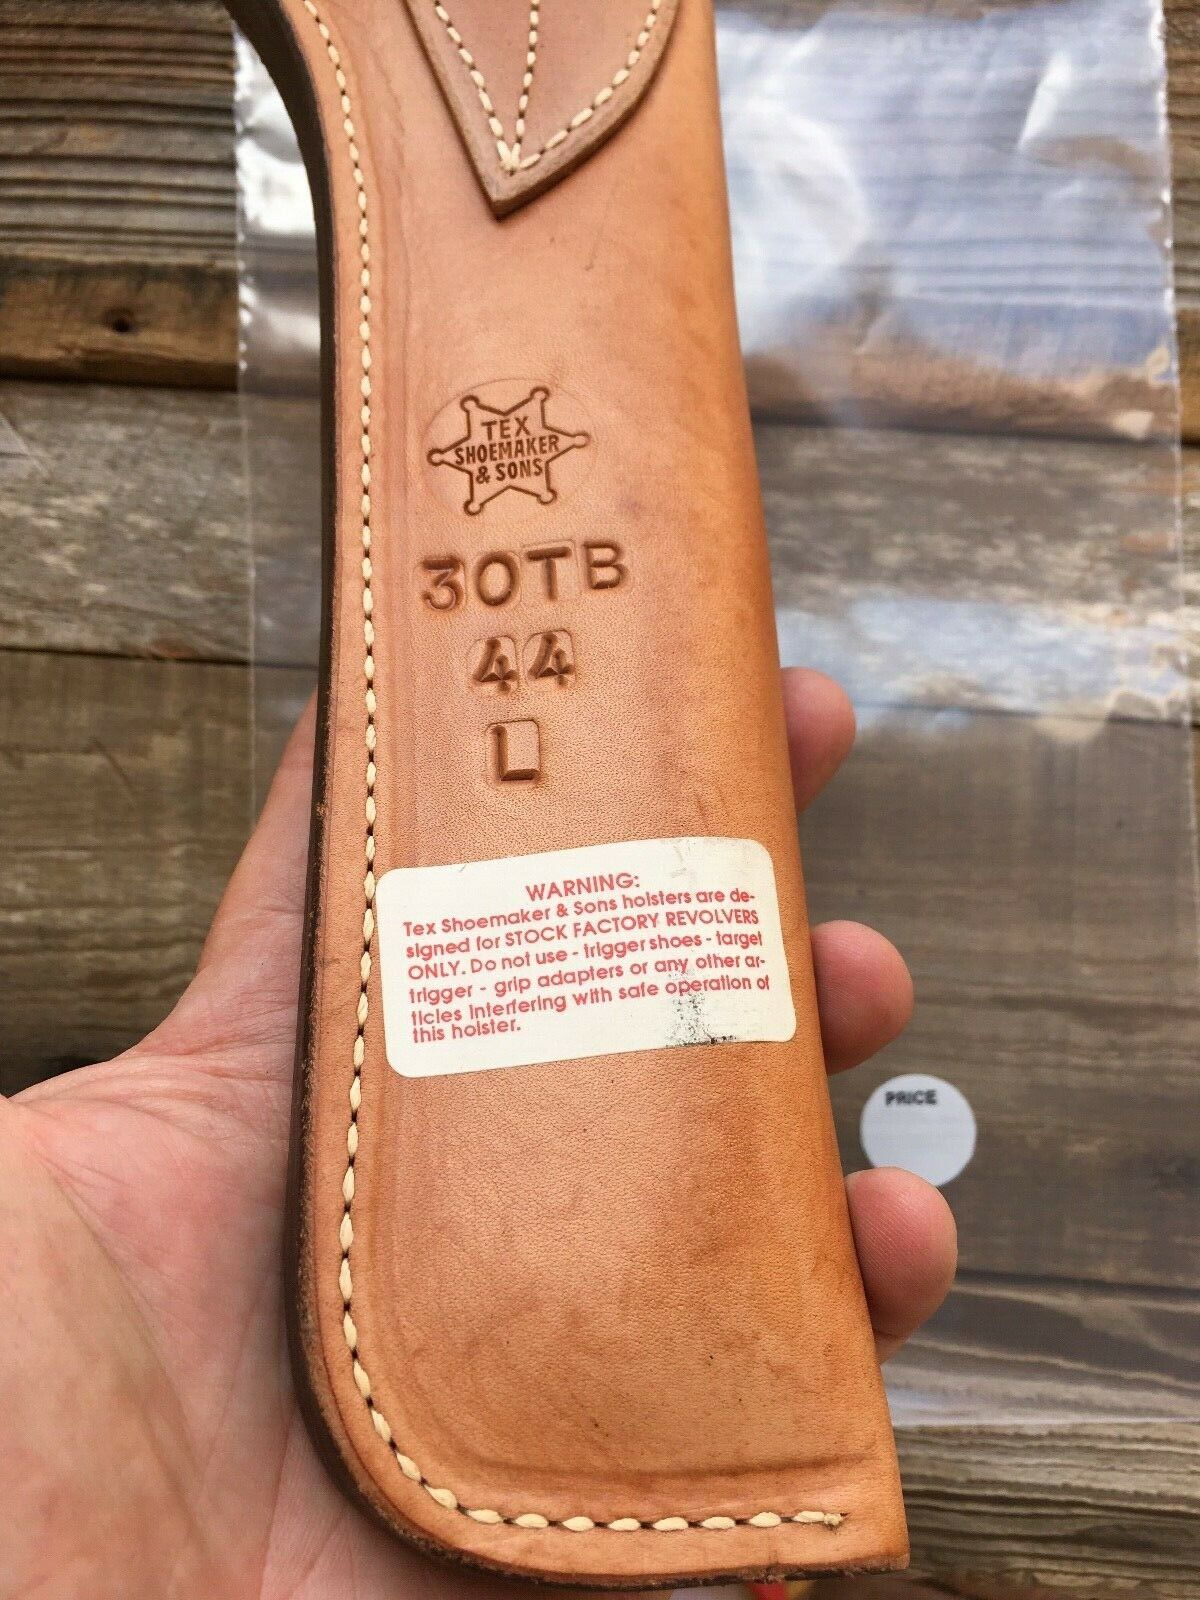 TEX
SHOEMAKER
& SONS
30TB
44
L
WARNING:
Tex Shoemaker & Sons holsters are de-
signed for STOCK FACTORY REVOLVERS
ONLY. Do not use - trigger shoes - target
trigger - grip adapters or any other ar-
ticles interfering with safe operation of
this holster.
PRICE